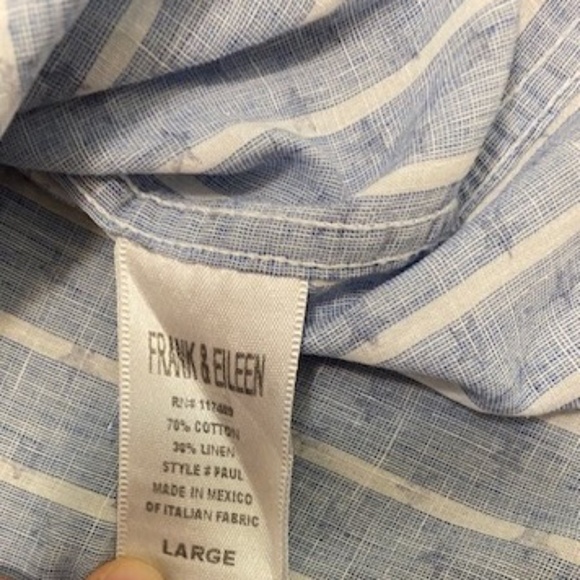 FRANK & EILEEN
RN# 117489
70% COTTON
30% LINEN
STYLE # PAUL
MADE IN MEXICO
OF ITALIAN FABRIC
LARGE